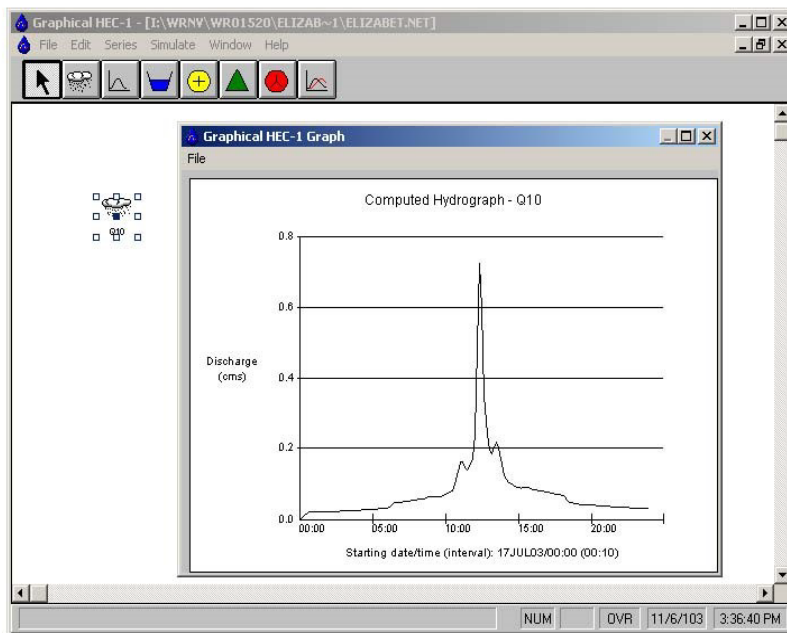 Graphical HEC-1 - [I:\WRNV\WR01520\ELIZAB~1\ELIZABET.NET]
File Edit Series Simulate Window Help
Graphical HEC-1 Graph
File
Computed Hydrograph - Q10
0.8
0.6
Discharge
(cms)
0.4
0.2
0.0
00:00 05:00 10:00 15:00 20:00
Starting date/time (interval): 17JUL03/00:00 (00:10)
Q10
NUM OVR 11/6/103 3:36:40 PM